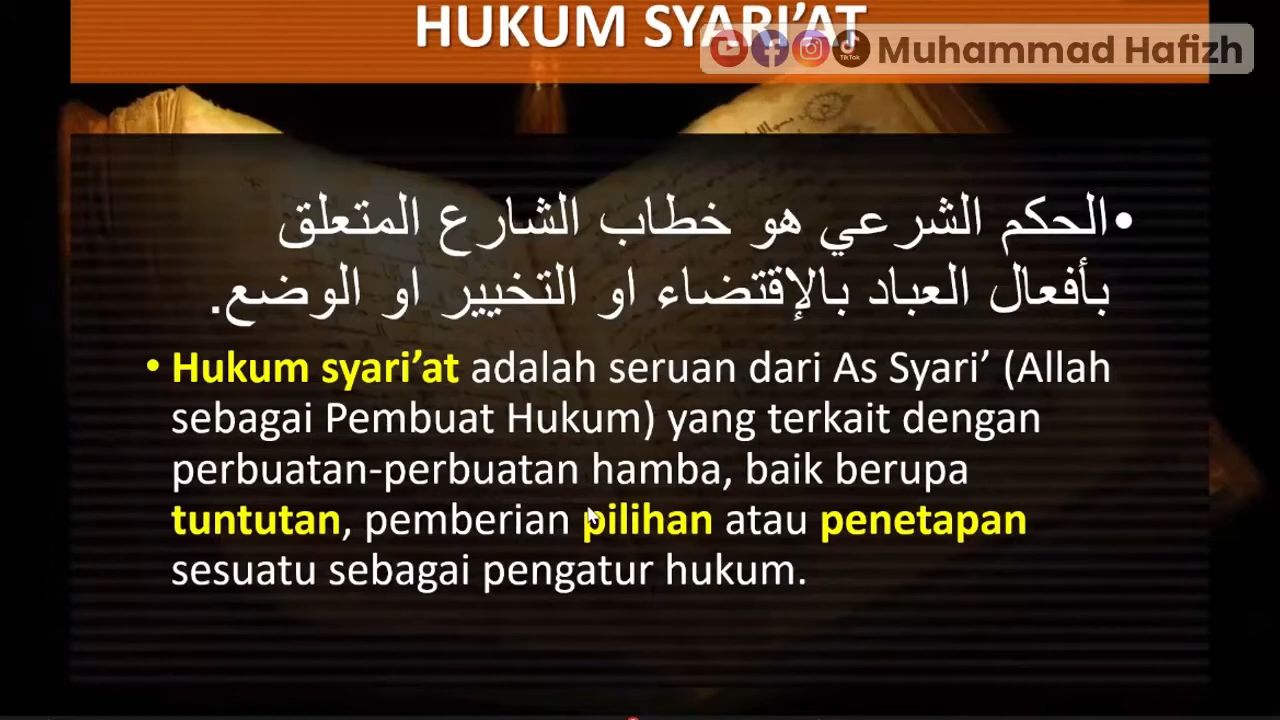 HUKUM SYARI’AT
TikTok
Muhammad Hafizh
•الحكم الشرعي هو خطاب الشارع المتعلق
بأفعال العباد بالإقتضاء او التخيير او الوضع.
• Hukum syari’at adalah seruan dari As Syari’ (Allah
sebagai Pembuat Hukum) yang terkait dengan
perbuatan-perbuatan hamba, baik berupa
tuntutan, pemberian pilihan atau penetapan
sesuatu sebagai pengatur hukum.